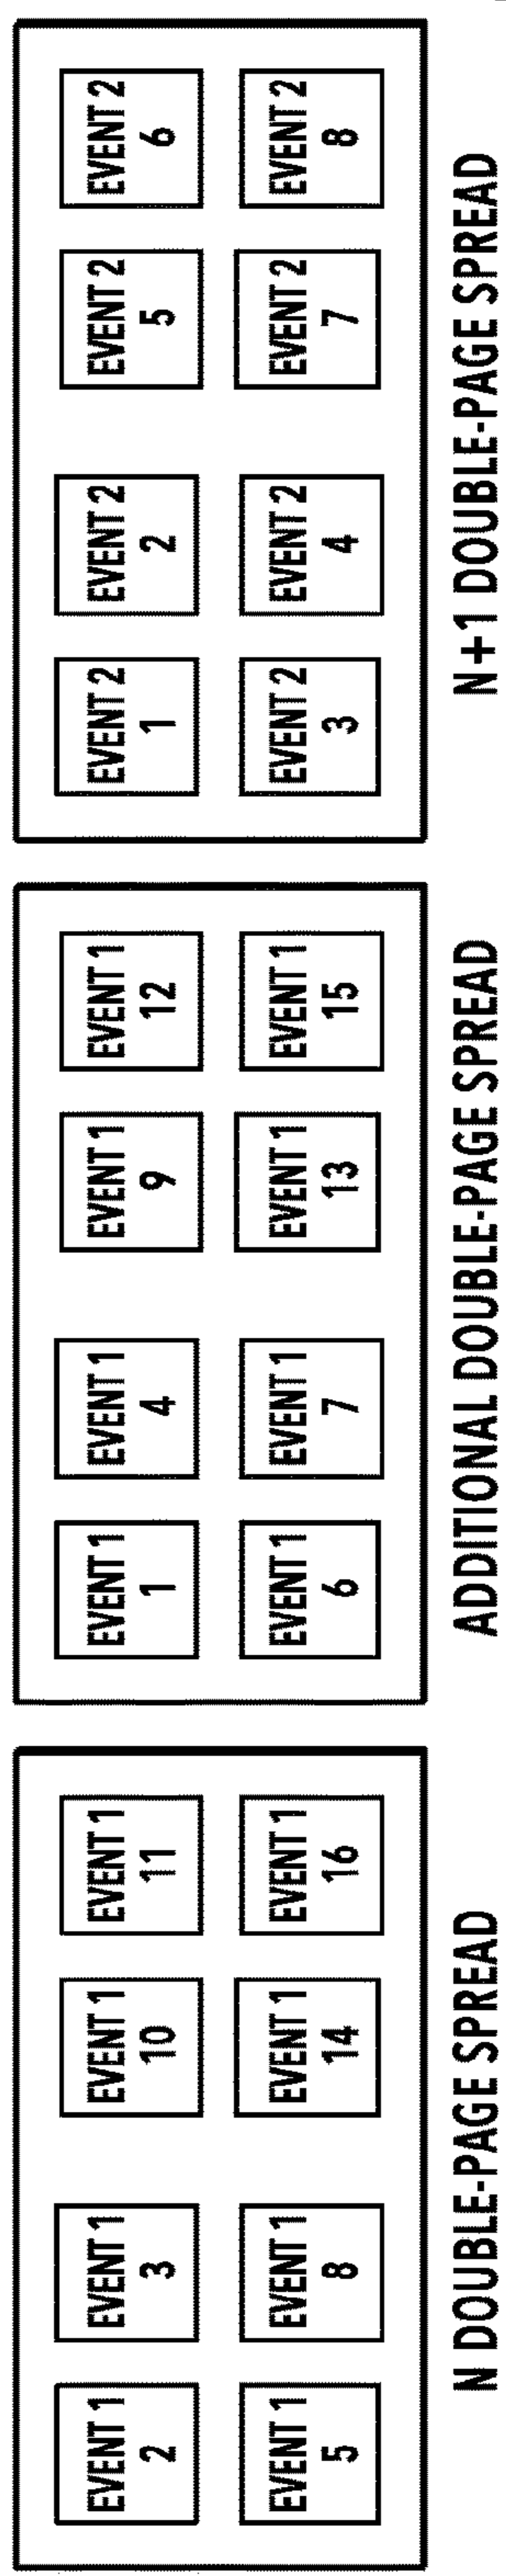 EVENT 1
2
EVENT 1
3
EVENT 1
10
EVENT 1
11
EVENT 1
5
EVENT 1
8
EVENT 1
14
EVENT 1
16
N DOUBLE-PAGE SPREAD
EVENT 1
1
EVENT 1
4
EVENT 1
9
EVENT 1
12
EVENT 1
6
EVENT 1
7
EVENT 1
13
EVENT 1
15
ADDITIONAL DOUBLE-PAGE SPREAD
EVENT 2
1
EVENT 2
2
EVENT 2
5
EVENT 2
6
EVENT 2
3
EVENT 2
4
EVENT 2
7
EVENT 2
8
N+1 DOUBLE-PAGE SPREAD